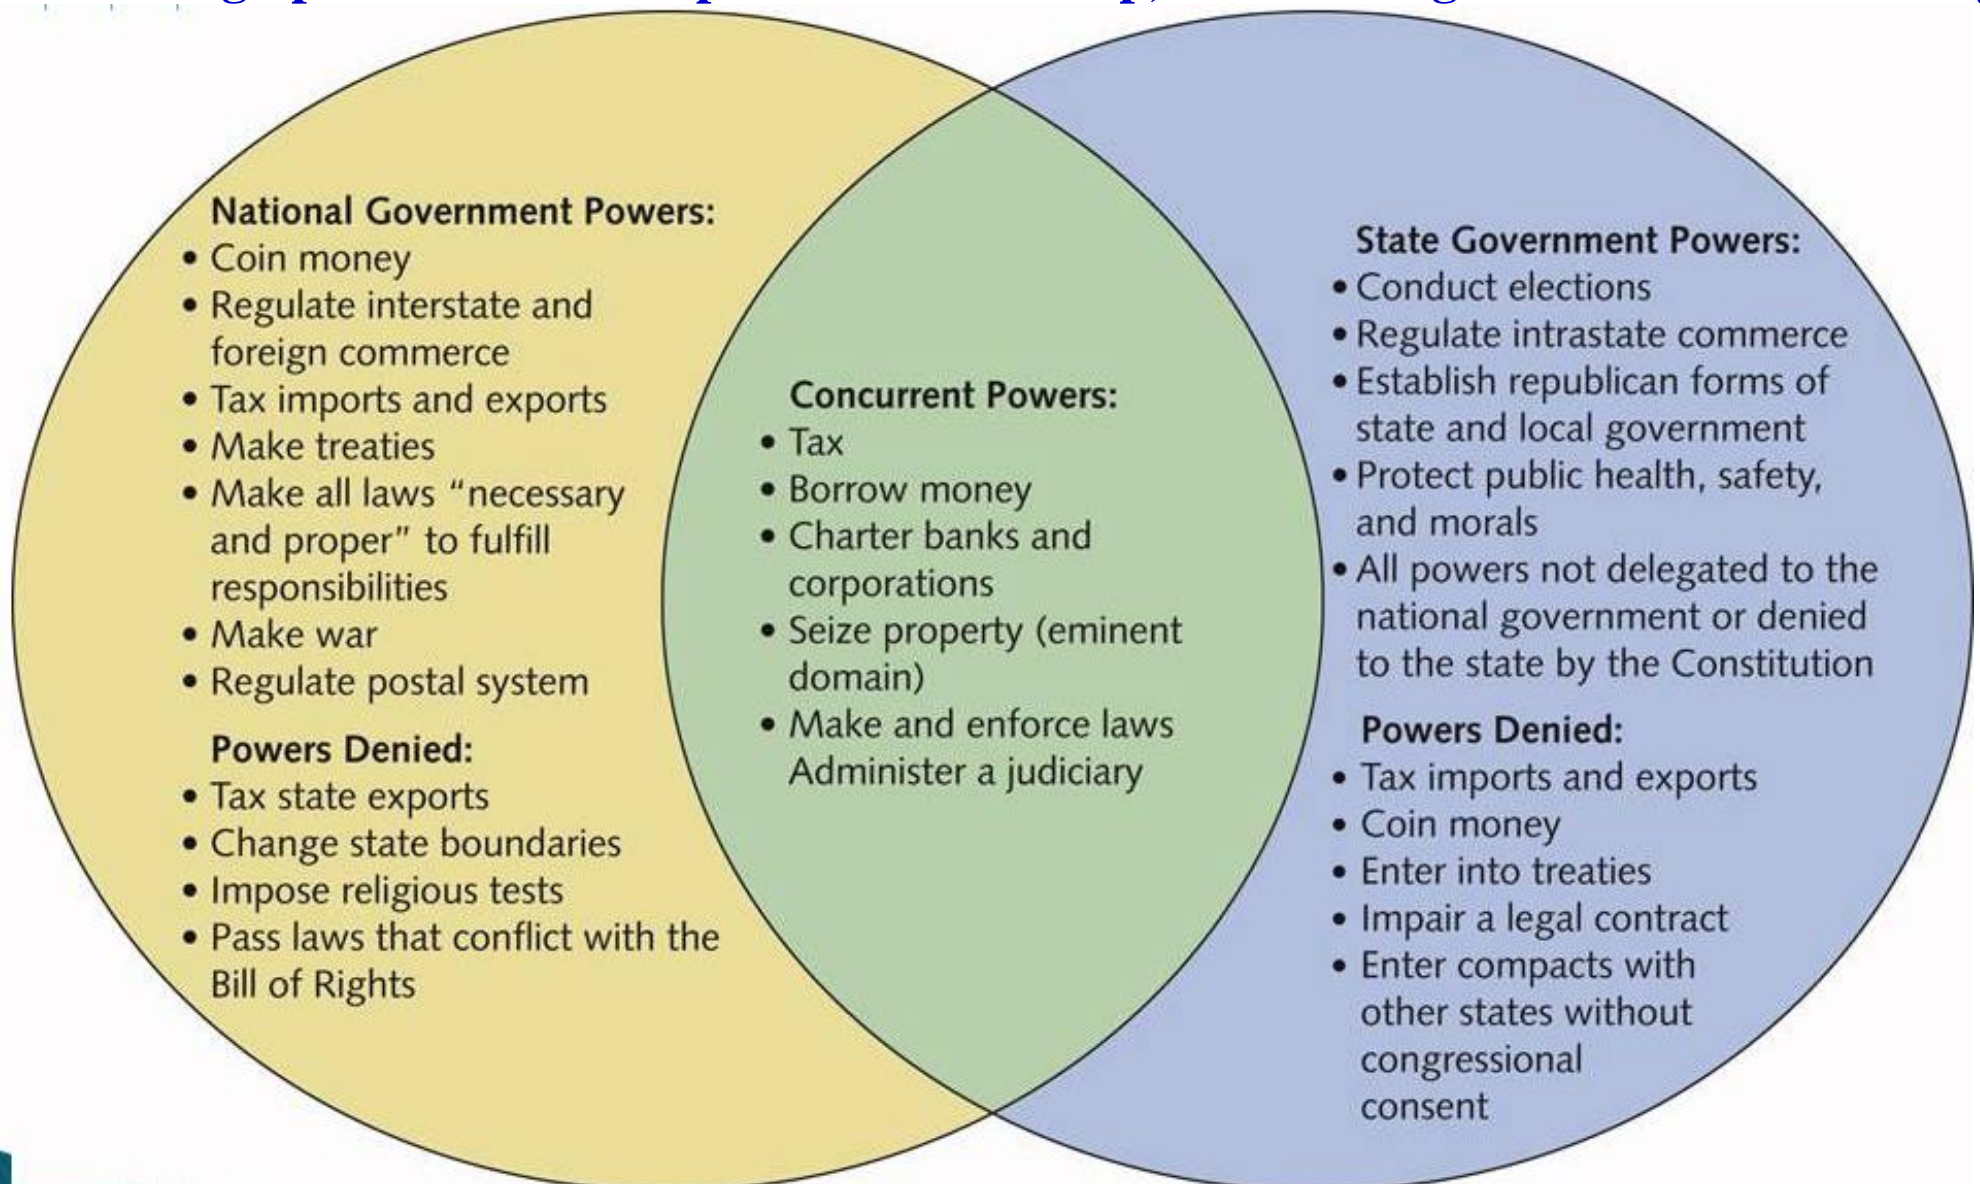 National Government Powers:
• Coin money
• Regulate interstate and
foreign commerce
• Tax imports and exports
• Make treaties
• Make all laws “necessary
and proper” to fulfill
responsibilities
• Make war
• Regulate postal system
Powers Denied:
• Tax state exports
• Change state boundaries
• Impose religious tests
• Pass laws that conflict with the
Bill of Rights
Concurrent Powers:
• Tax
• Borrow money
• Charter banks and
corporations
• Seize property (eminent
domain)
• Make and enforce laws
Administer a judiciary
State Government Powers:
• Conduct elections
• Regulate intrastate commerce
• Establish republican forms of
state and local government
• Protect public health, safety,
and morals
• All powers not delegated to the
national government or denied
to the state by the Constitution
Powers Denied:
• Tax imports and exports
• Coin money
• Enter into treaties
• Impair a legal contract
• Enter compacts with
other states without
congressional
consent